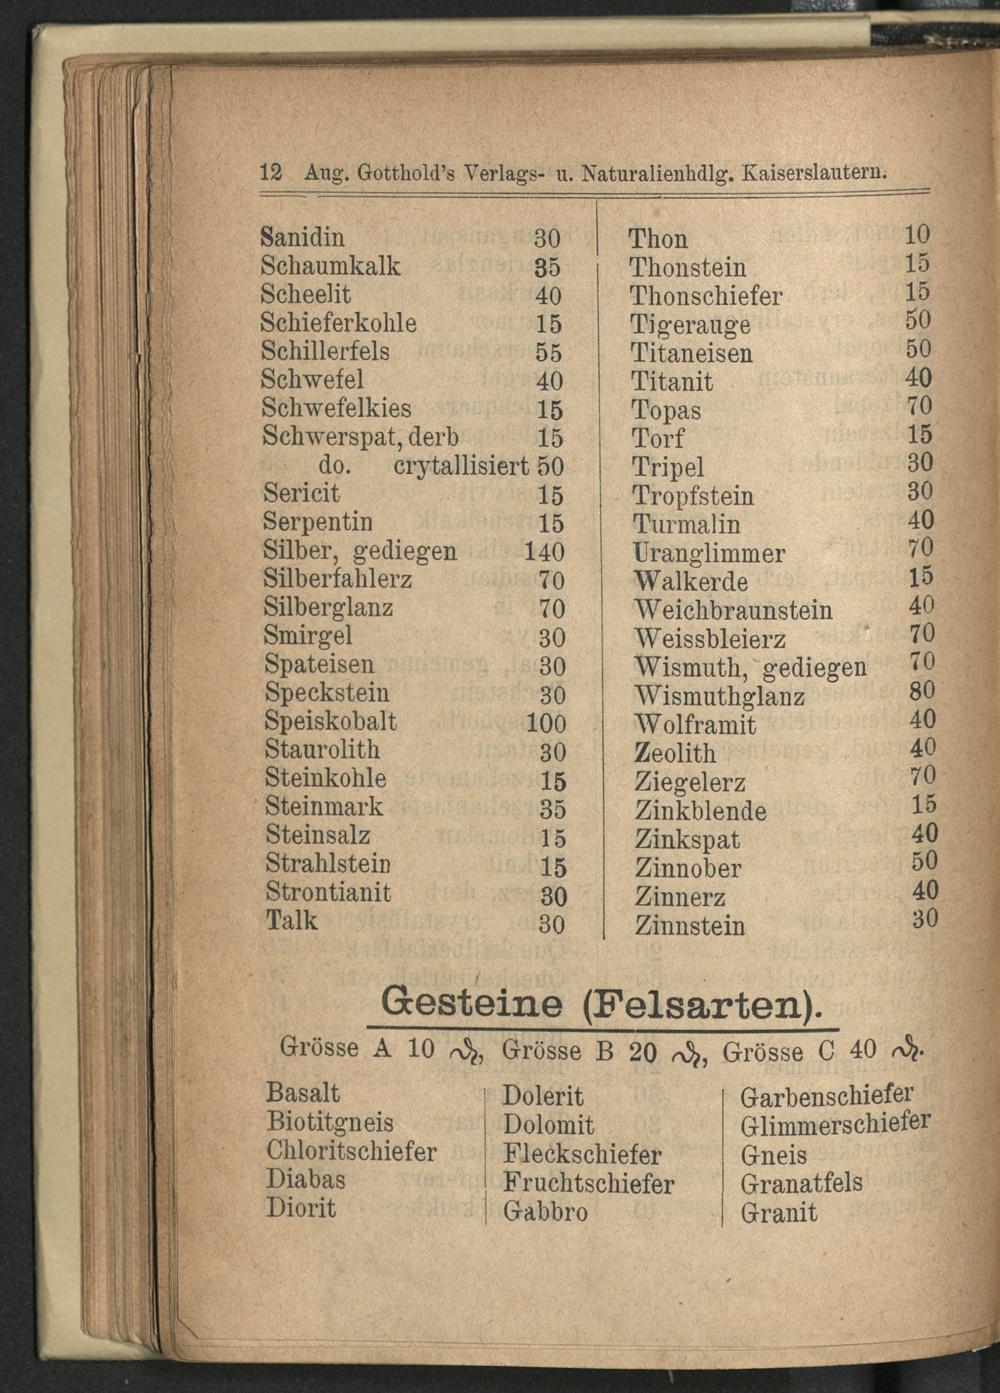 12 Aug. Gotthold's Verlags- u. Naturalienhdlg. Kaiserslautern.
Sanidin 30
Schaumkalk 35
Scheelit 40
Schieferkohle 15
Schillerfels 55
Schwefel 40
Schwefelkies 15
Schwerspat, derb 15
do. crytallisiert 50
Sericit 15
Serpentin 15
Silber, gediegen 140
Silberfahlerz 70
Silberglanz 70
Smirgel 30
Spateisen 30
Speckstein 30
Speiskobalt 100
Staurolith 30
Steinkohle 15
Steinmark 35
Steinsalz 15
Strahlstein 15
Strontianit 30
Talk 30
Thon 10
Thonstein 15
Thonschiefer 15
Tigerauge 50
Titaneisen 50
Titanit 40
Topas 70
Torf 15
Tripel 30
Tropfstein 30
Turmalin 40
Uranglimmer 70
Walkerde 15
Weichbraunstein 40
Weissbleierz 70
Wismuth, gediegen 70
Wismuthglanz 80
Wolframit 40
Zeolith 40
Ziegelerz 70
Zinkblende 15
Zinkspat 40
Zinnober 50
Zinnerz 40
Zinnstein 30
Gesteine (Felsarten).
Grösse A 10 ₰, Grösse B 20 ₰, Grösse C 40 ₰.
Basalt
Biotitgneis
Chloritschiefer
Diabas
Diorit
Dolerit
Dolomit
Fleckschiefer
Fruchtschiefer
Gabbro
Garbenschiefer
Glimmerschiefer
Gneis
Granatfels
Granit